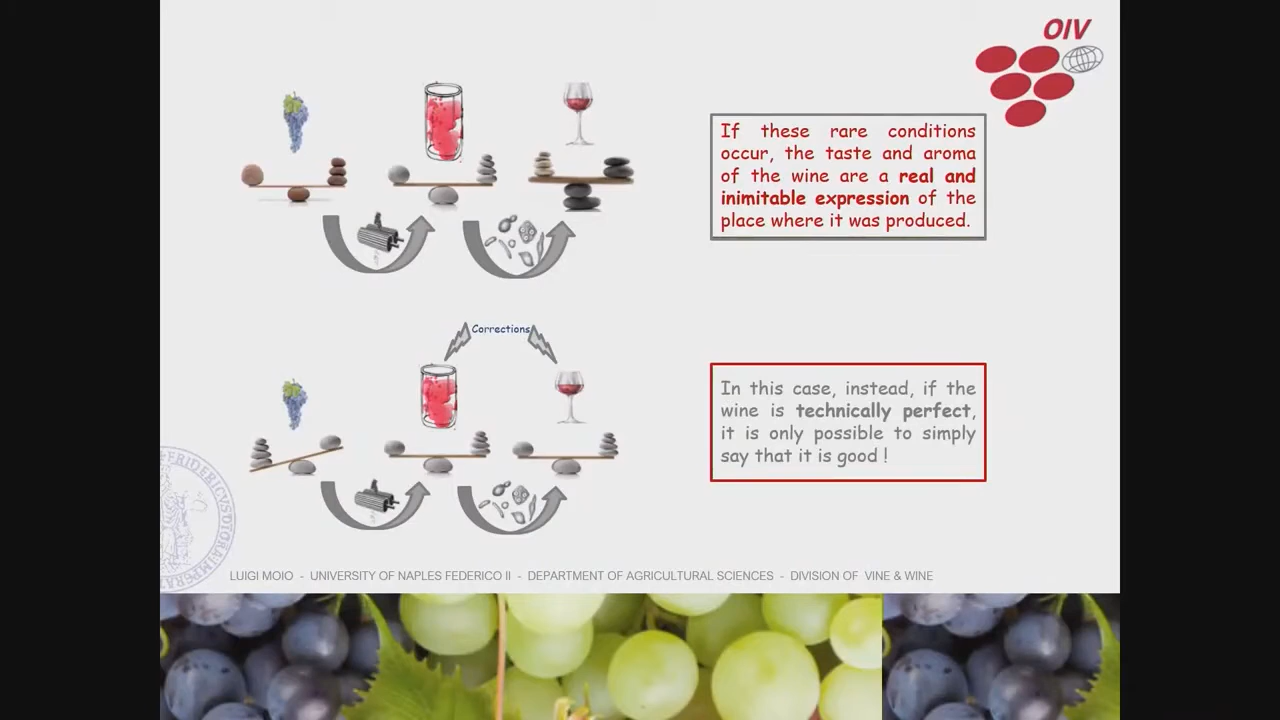 OIV
If these rare conditions
occur, the taste and aroma
of the wine are a real and
inimitable expression of the
place where it was produced.
Corrections
In this case, instead, if the
wine is technically perfect,
it is only possible to simply
say that it is good !
LUIGI MOIO - UNIVERSITY OF NAPLES FEDERICO II - DEPARTMENT OF AGRICULTURAL SCIENCES - DIVISION OF VINE & WINE